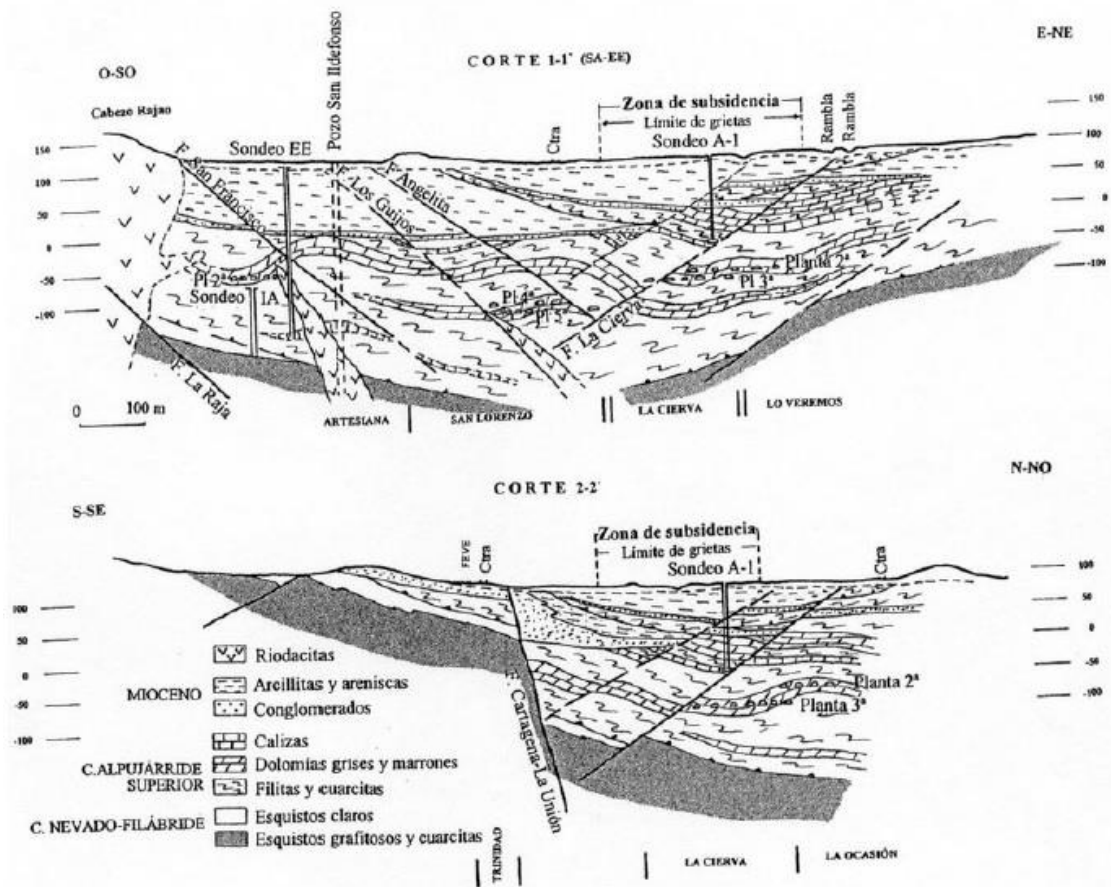 CORTE 1-1' (SA-EE)
O-SO
E-NE
Cabezo Rajao
Sondeo EE
Pozo San Ildefonso
Ctra
Zona de subsidencia
Límite de grietas
Sondeo A-1
Rambla
Rambla
150
100
50
0
-50
-100
150
100
50
0
-50
-100
F. San Francisco
F. Los Guijos
F. Angelita
Pl 2ª
Sondeo IA
Pl 4ª
Pl 5ª
F. La Cierva
Planta 2ª
Pl 3ª
F. La Raja
0 100 m
ARTESIANA
SAN LORENZO
LA CIERVA
LO VEREMOS
CORTE 2-2'
S-SE
N-NO
FEVE
Ctra
Zona de subsidencia
Límite de grietas
Sondeo A-1
Ctra
100
50
0
-50
-100
100
50
0
-50
-100
Planta 2ª
Planta 3ª
F. Cartagena-La Unión
MIOCENO
Riodacitas
Arcillitas y areniscas
Conglomerados
C.ALPUJÁRRIDE
SUPERIOR
Calizas
Dolomías grises y marrones
Filitas y cuarcitas
C. NEVADO-FILÁBRIDE
Esquistos claros
Esquistos grafitosos y cuarcitas
TRINIDAD
LA CIERVA
LA OCASIÓN